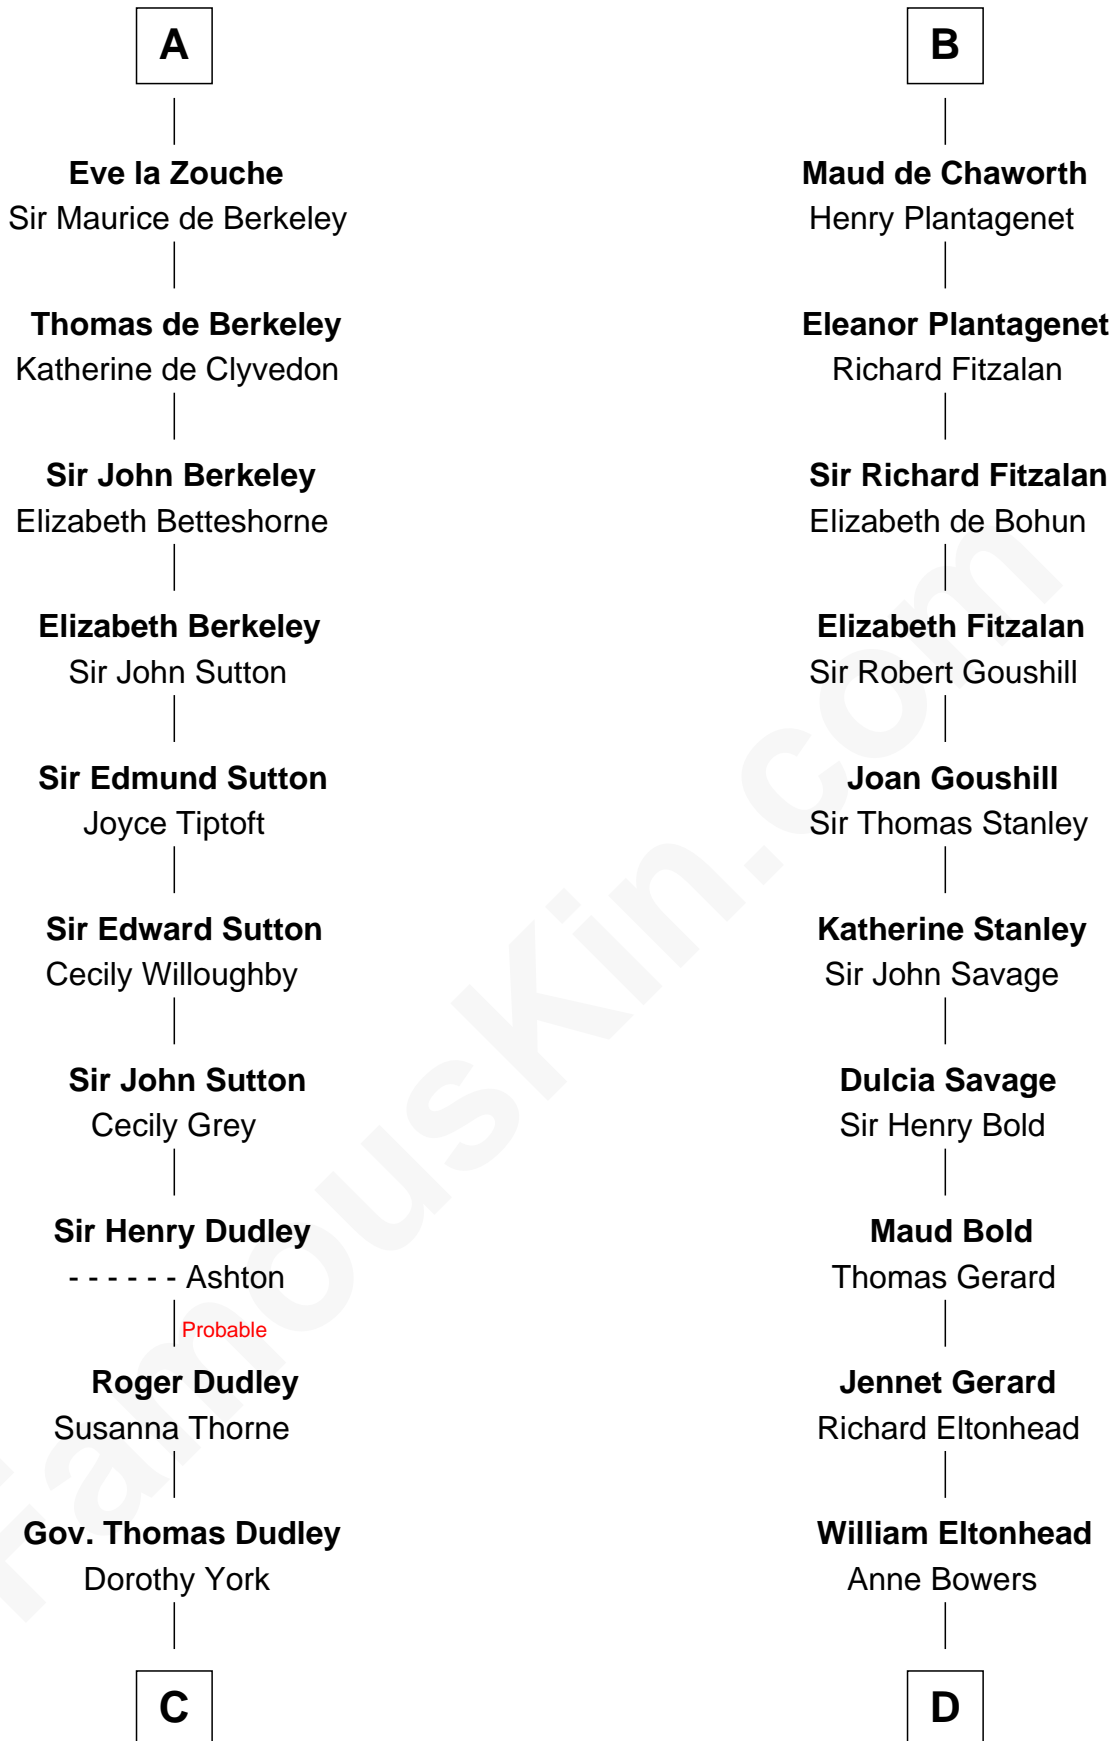 A
Eve la Zouche
Sir Maurice de Berkeley
Thomas de Berkeley
Katherine de Clyvedon
Sir John Berkeley
Elizabeth Betteshorne
Elizabeth Berkeley
Sir John Sutton
Sir Edmund Sutton
Joyce Tiptoft
Sir Edward Sutton
Cecily Willoughby
Sir John Sutton
Cecily Grey
Sir Henry Dudley
- - - - - - Ashton
Probable
Roger Dudley
Susanna Thorne
Gov. Thomas Dudley
Dorothy York
C
B
Maud de Chaworth
Henry Plantagenet
Eleanor Plantagenet
Richard Fitzalan
Sir Richard Fitzalan
Elizabeth de Bohun
Elizabeth Fitzalan
Sir Robert Goushill
Joan Goushill
Sir Thomas Stanley
Katherine Stanley
Sir John Savage
Dulcia Savage
Sir Henry Bold
Maud Bold
Thomas Gerard
Jennet Gerard
Richard Eltonhead
William Eltonhead
Anne Bowers
D
FamousKin.com